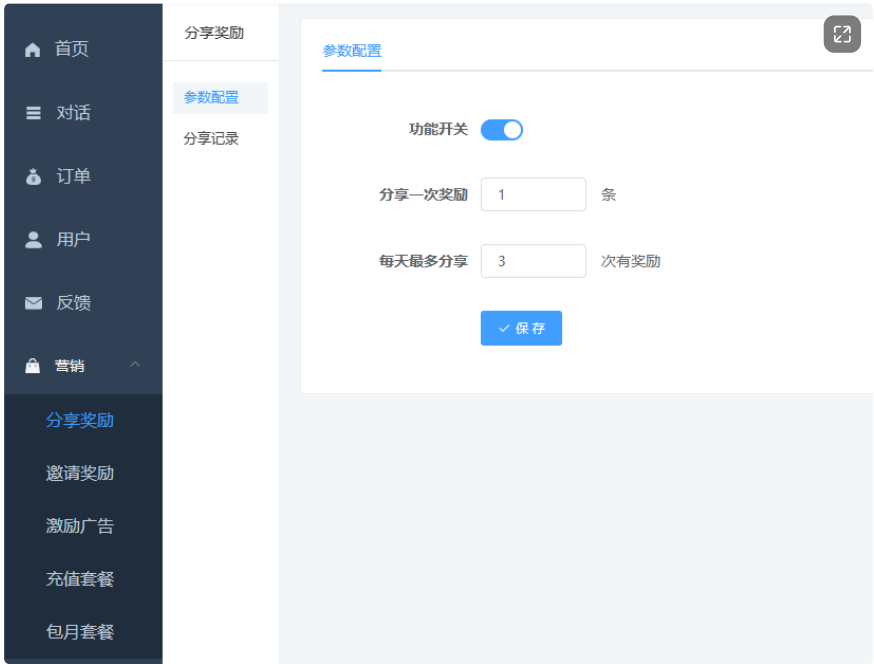 首页
对话
订单
用户
反馈
营销
分享奖励
邀请奖励
激励广告
充值套餐
包月套餐
分享奖励
参数配置
分享记录
参数配置
功能开关
分享一次奖励 1 条
每天最多分享 3 次有奖励
保存